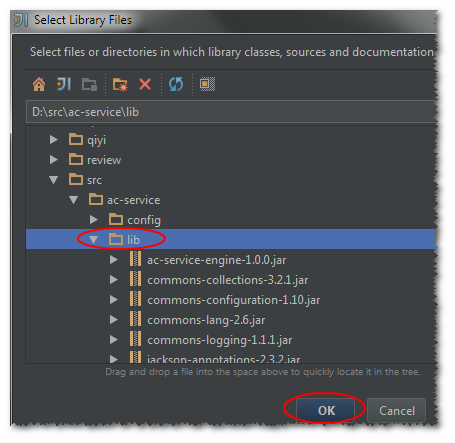 Select Library Files
Select files or directories in which library classes, sources and documentation
D:\src\ac-service\lib
qiyi
review
src
ac-service
config
lib
ac-service-engine-1.0.0.jar
commons-collections-3.2.1.jar
commons-configuration-1.10.jar
commons-lang-2.6.jar
commons-logging-1.1.1.jar
jackson-annotations-2.3.2.jar
Drag and drop a file into the space above to quickly locate it in the tree.
OK
Cancel